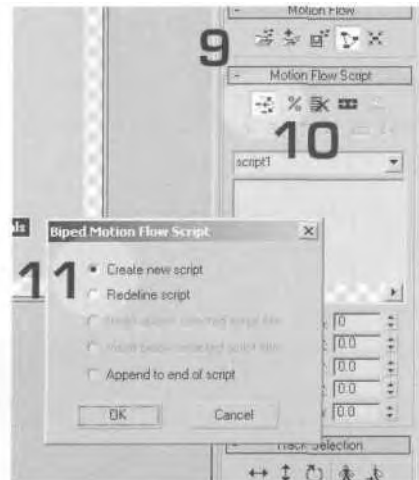 Motion Flow
9
- Motion Flow Script
10
script1
als
Biped Motion Flow Script
11
Create new script
Redefine script
Append to end of script
OK Cancel
0
0.0
0.0
0.0
0.0
Track Selection